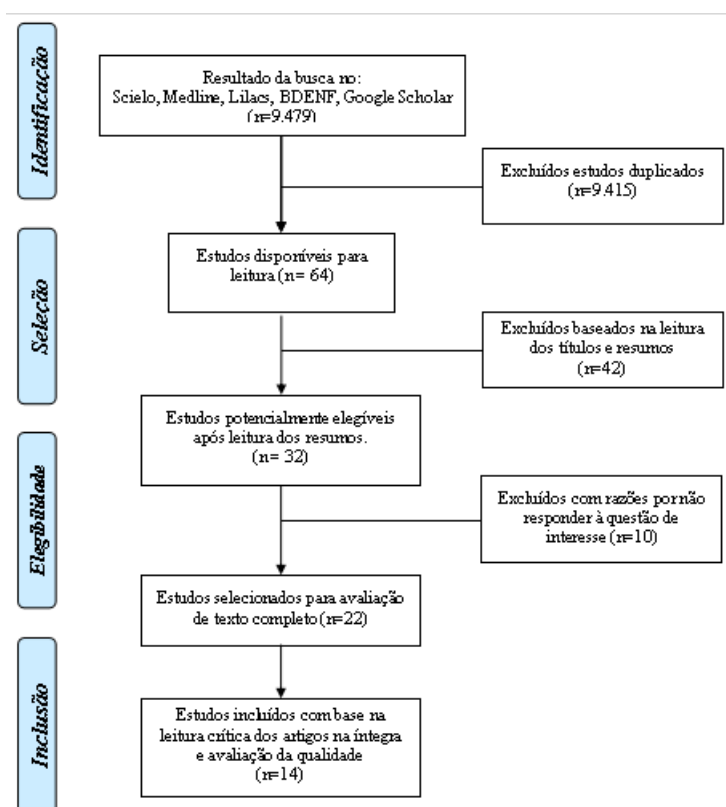 Identificação
Resultado da busca no:
Scielo, Medline, Lilacs, BDENF, Google Scholar
(n=9.479)
Excluídos estudos duplicados
(n=9.415)
Seleção
Estudos disponíveis para
leitura (n= 64)
Excluídos baseados na leitura
dos títulos e resumos
(n=42)
Elegibilidade
Estudos potencialmente elegíveis
após leitura dos resumos.
(n= 32)
Excluídos com razões por não
responder à questão de
interesse (n=10)
Estudos selecionados para avaliação
de texto completo (n=22)
Inclusão
Estudos incluídos com base na
leitura crítica dos artigos na íntegra
e avaliação da qualidade
(n=14)